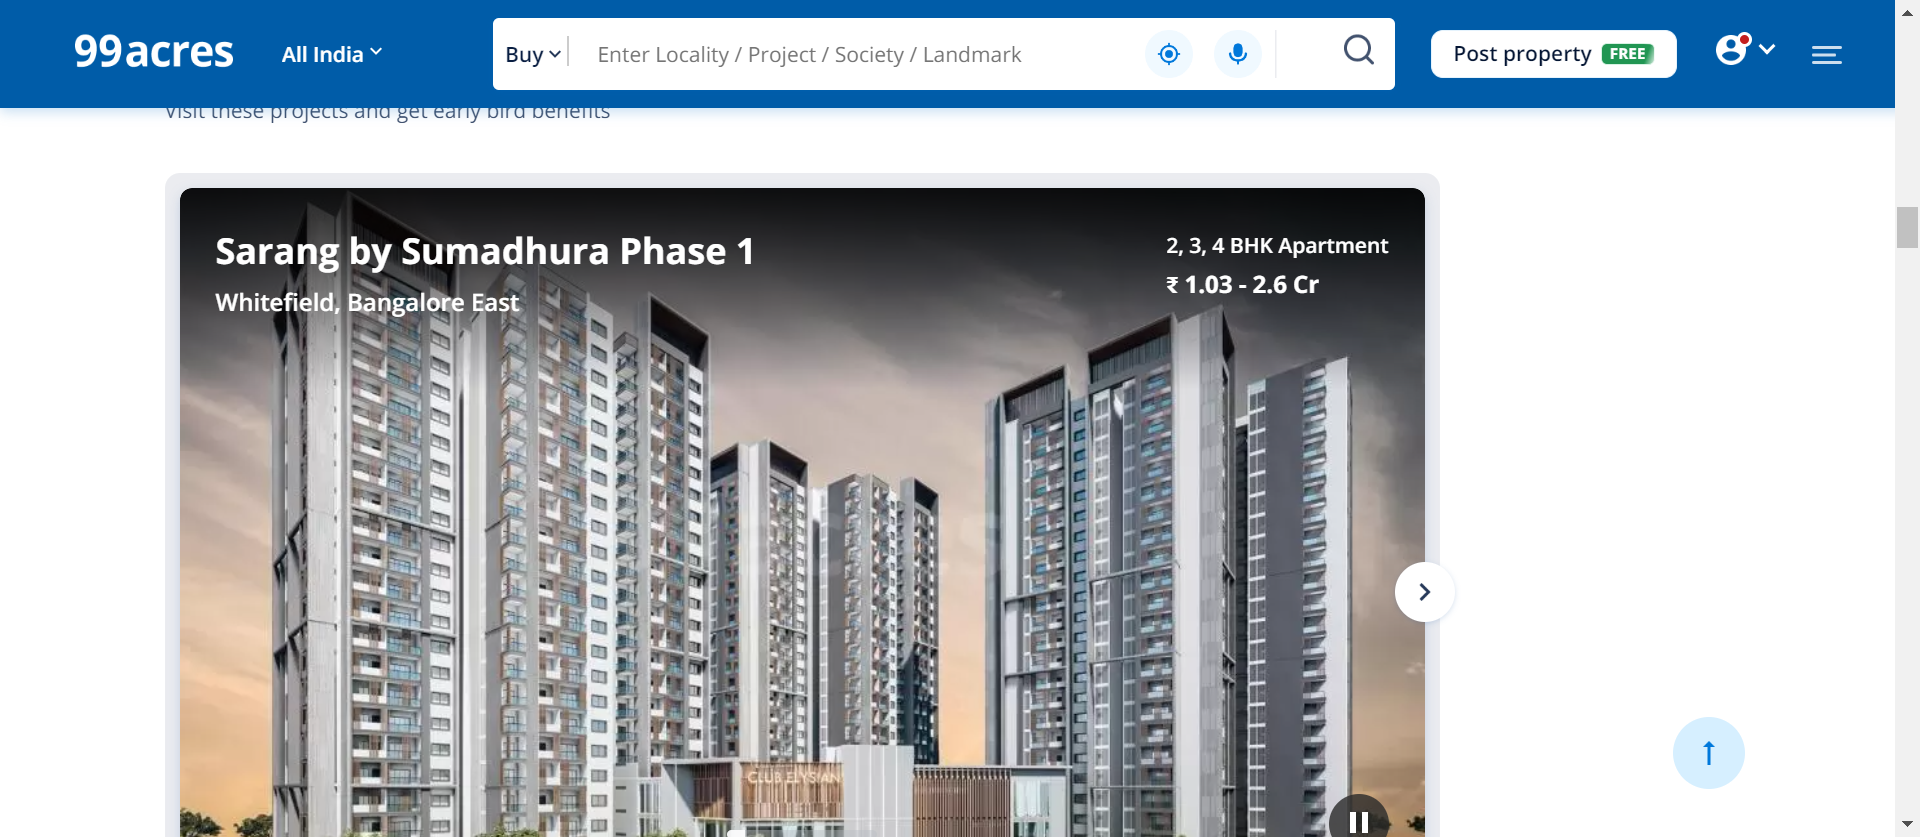 99acres
All India
Buy
Enter Locality / Project / Society / Landmark
Post property FREE
Visit these projects and get early bird benefits
Sarang by Sumadhura Phase 1
Whitefield, Bangalore East
2, 3, 4 BHK Apartment
₹ 1.03 - 2.6 Cr
CLUB ELYSIAN